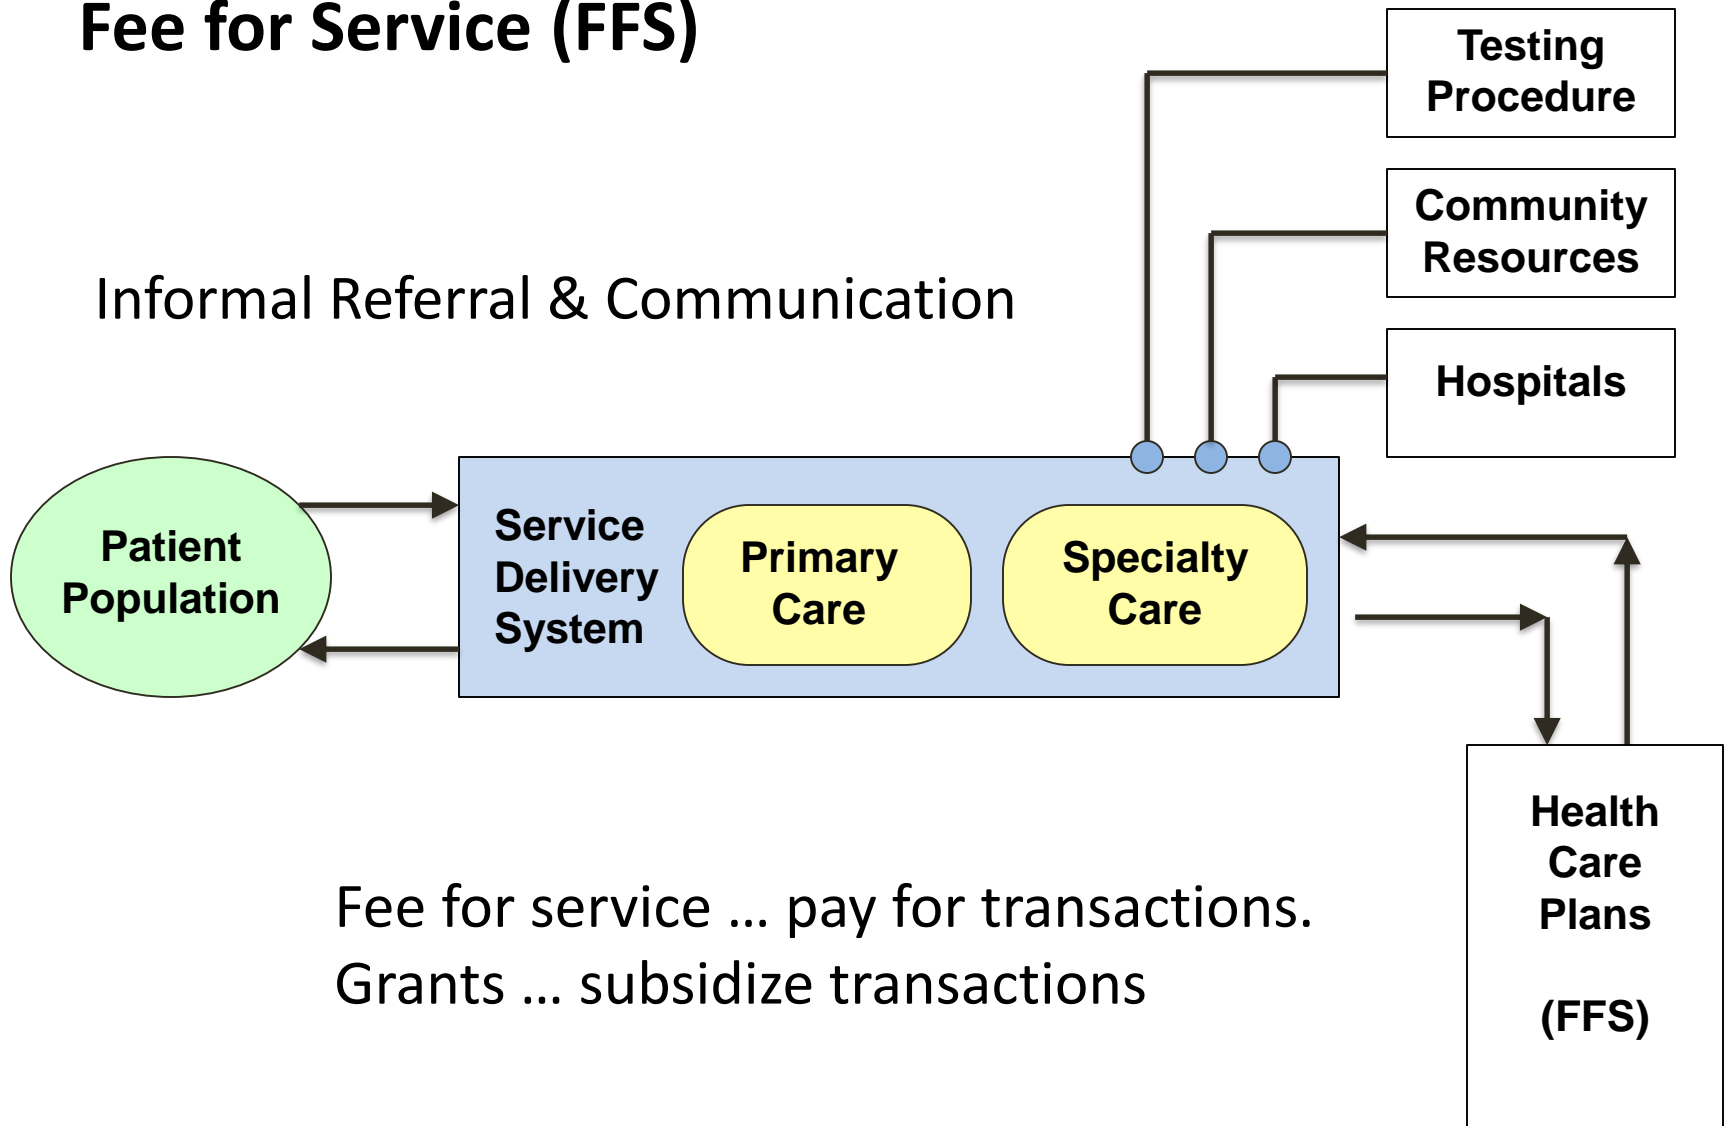 Fee for Service (FFS)
Testing
Procedure
Community
Resources
Informal Referral & Communication
Hospitals
Patient
Population
Service
Delivery
System
Primary
Care
Specialty
Care
Health
Care
Plans
(FFS)
Fee for service ... pay for transactions.
Grants ... subsidize transactions